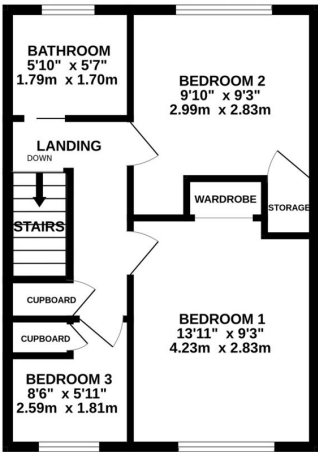 BATHROOM
5'10" x 5'7"
1.79m x 1.70m
BEDROOM 2
9'10" x 9'3"
2.99m x 2.83m
LANDING
DOWN
STAIRS
WARDROBE
STORAGE
CUPBOARD
CUPBOARD
BEDROOM 1
13'11" x 9'3"
4.23m x 2.83m
BEDROOM 3
8'6" x 5'11"
2.59m x 1.81m